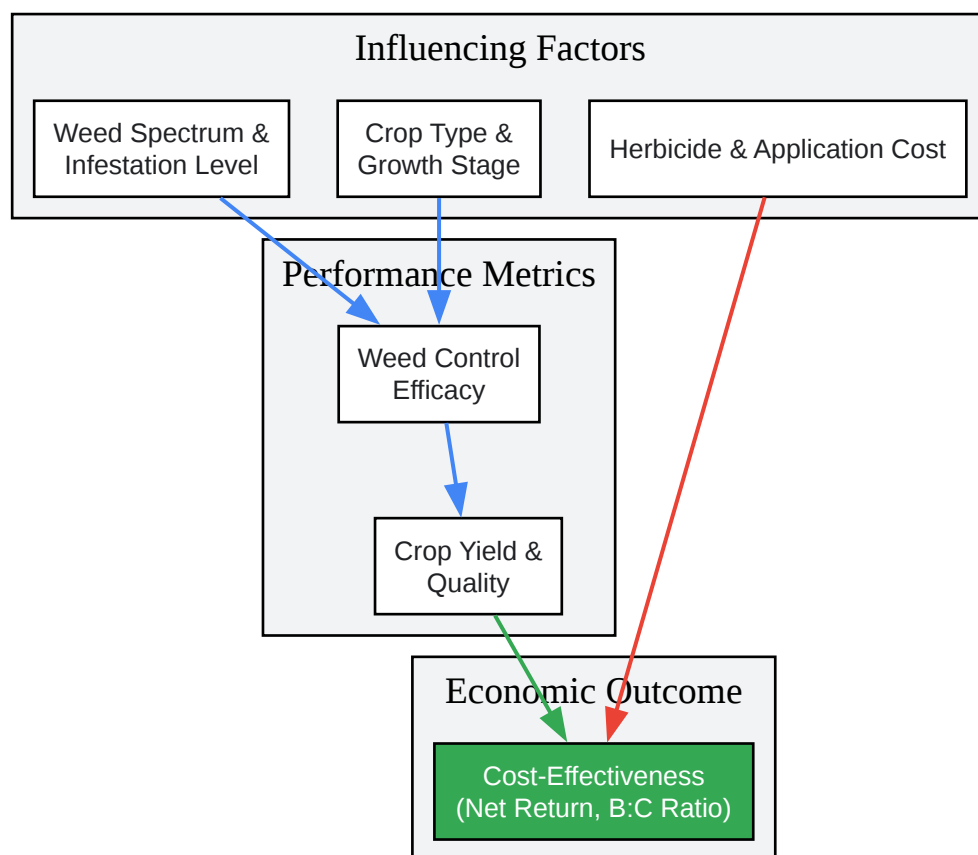 Influencing Factors
Weed Spectrum &
Infestation Level
Crop Type &
Growth Stage
Herbicide & Application Cost
Performance Metrics
Weed Control
Efficacy
Crop Yield &
Quality
Economic Outcome
Cost-Effectiveness
(Net Return, B:C Ratio)